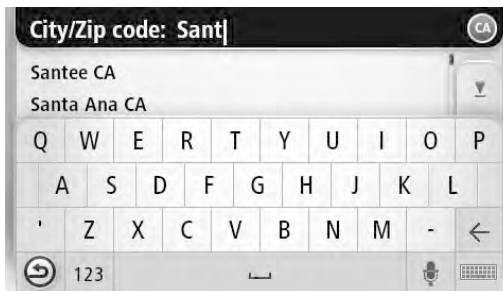 City/Zip code: Sant
CA
Santee CA
Santa Ana CA
Q W E R T Y U I O P
A S D F G H J K L
' Z X C V B N M -
123